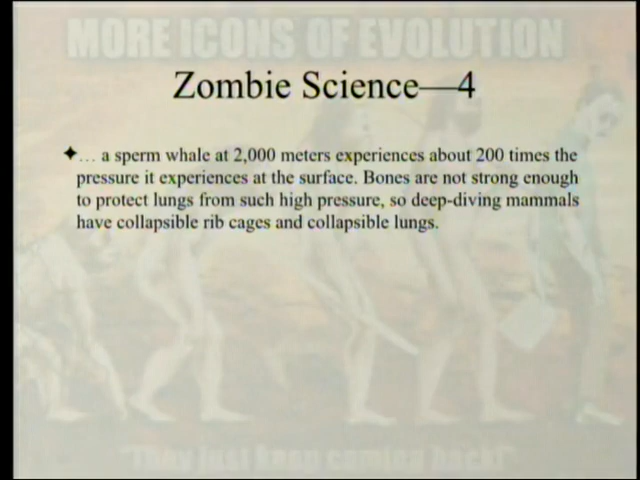 MORE ICONS OF EVOLUTION
Zombie Science—4
✦… a sperm whale at 2,000 meters experiences about 200 times the
pressure it experiences at the surface. Bones are not strong enough
to protect lungs from such high pressure, so deep-diving mammals
have collapsible rib cages and collapsible lungs.
"They just keep coming back!"